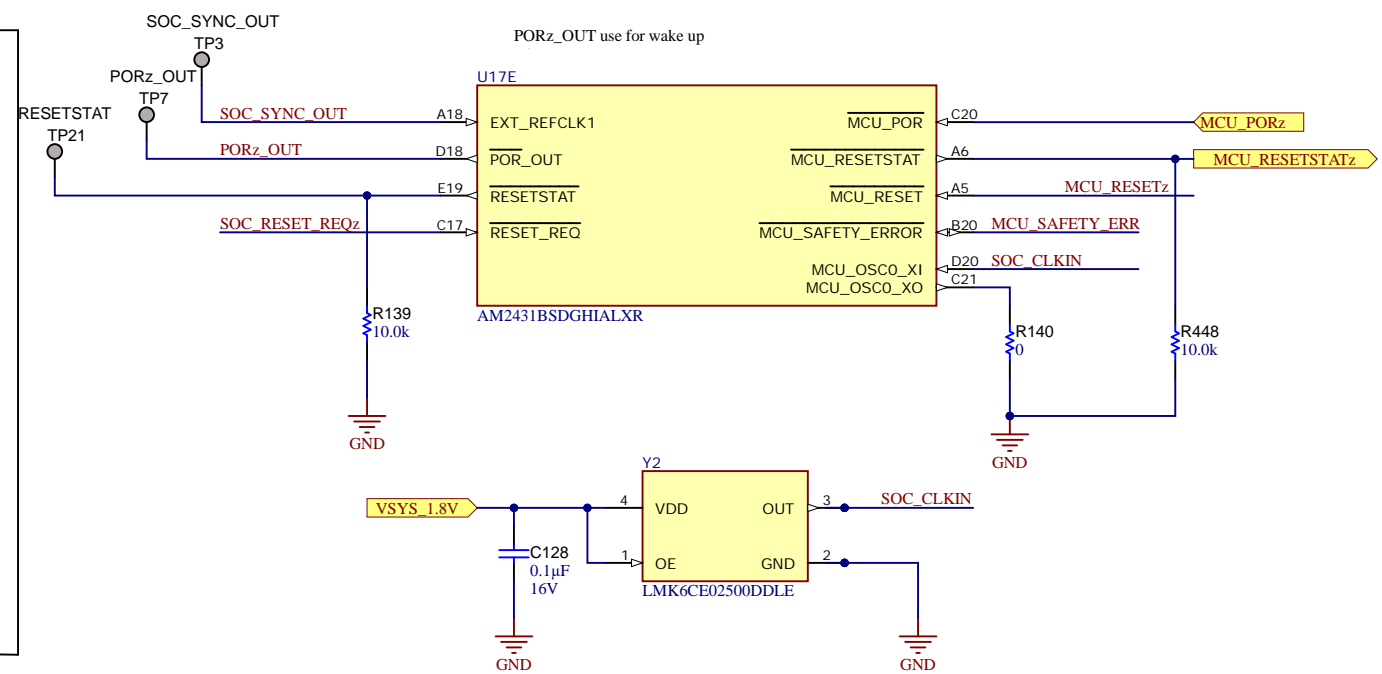 SOC_SYNC_OUT
TP3
PORz_OUT use for wake up
PORz_OUT
TP7
RESETSTAT
TP21
U17E
SOC_SYNC_OUT A18 EXT_REFCLK1 MCU_POR C20 MCU_PORz
PORz_OUT D18 POR_OUT MCU_RESETSTAT A6 MCU_RESETSTATz
E19 RESETSTAT MCU_RESET A5 MCU_RESETz
SOC_RESET_REQz C17 RESET_REQ MCU_SAFETY_ERROR B20 MCU_SAFETY_ERR
MCU_OSC0_XI D20 SOC_CLKIN
MCU_OSC0_XO C21
AM2431BSDGHIALXR
R139
10.0k
R140
0
R448
10.0k
GND
GND
Y2
VSYS_1.8V 4 VDD OUT 3 SOC_CLKIN
C128
0.1µF
16V
1 OE GND 2
LMK6CE02500DDLE
GND
GND